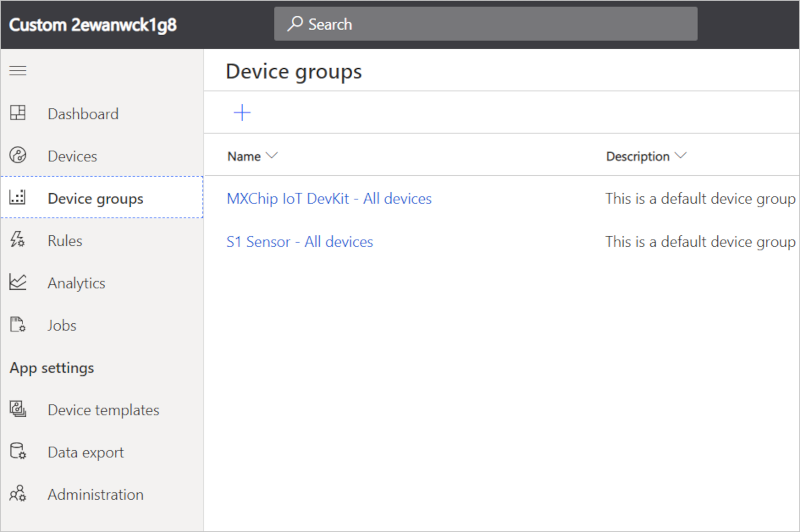 Custom 2ewanwck1g8
Search
Dashboard
Devices
Device groups
Rules
Analytics
Jobs
App settings
Device templates
Data export
Administration
Device groups
Name Description
MXChip IoT DevKit - All devices This is a default device group
S1 Sensor - All devices This is a default device group